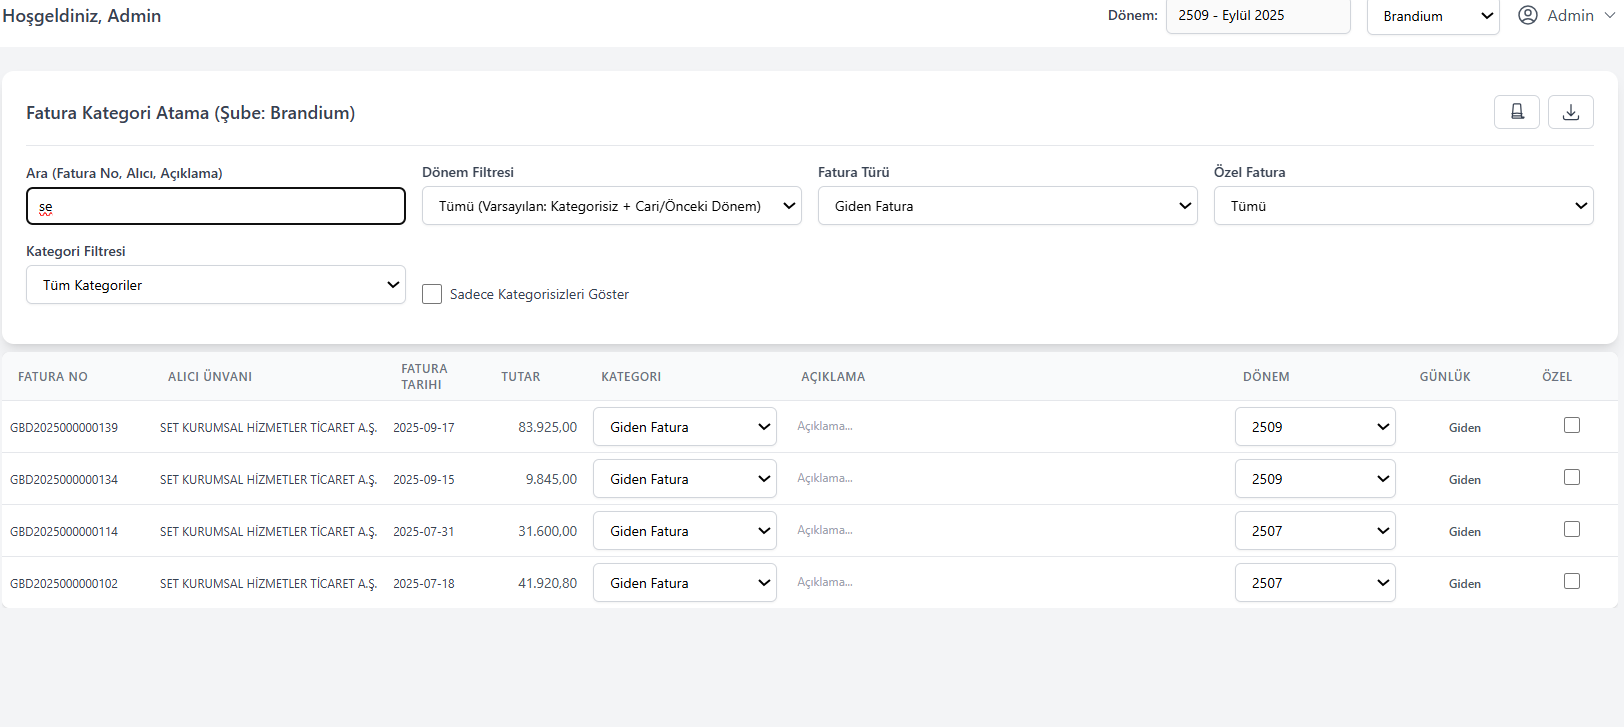 Hoşgeldiniz, Admin
Dönem: 2509 - Eylül 2025 Brandium Admin
Fatura Kategori Atama (Şube: Brandium)
Ara (Fatura No, Alıcı, Açıklama) Dönem Filtresi Fatura Türü Özel Fatura
se Tümü (Varsayılan: Kategorisiz + Cari/Önceki Dönem) Giden Fatura Tümü
Kategori Filtresi
Tüm Kategoriler Sadece Kategorisizleri Göster
FATURA NO ALICI ÜNVANI FATURA TARIHI TUTAR KATEGORI AÇIKLAMA DÖNEM GÜNLÜK ÖZEL
GBD2025000000139 SET KURUMSAL HİZMETLER TİCARET A.Ş. 2025-09-17 83.925,00 Giden Fatura Açıklama... 2509 Giden
GBD2025000000134 SET KURUMSAL HİZMETLER TİCARET A.Ş. 2025-09-15 9.845,00 Giden Fatura Açıklama... 2509 Giden
GBD2025000000114 SET KURUMSAL HİZMETLER TİCARET A.Ş. 2025-07-31 31.600,00 Giden Fatura Açıklama... 2507 Giden
GBD2025000000102 SET KURUMSAL HİZMETLER TİCARET A.Ş. 2025-07-18 41.920,80 Giden Fatura Açıklama... 2507 Giden